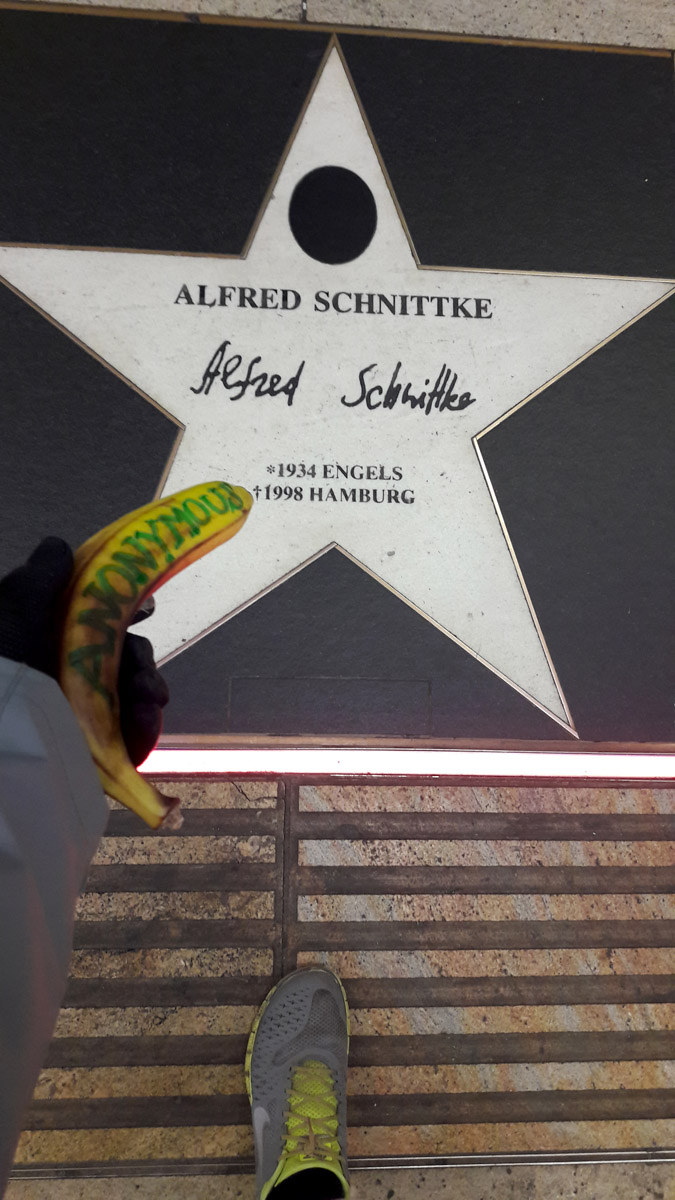 ALFRED SCHNITTKE
Alfred Schnittke
*1934 ENGELS
†1998 HAMBURG
ANONYMOUS